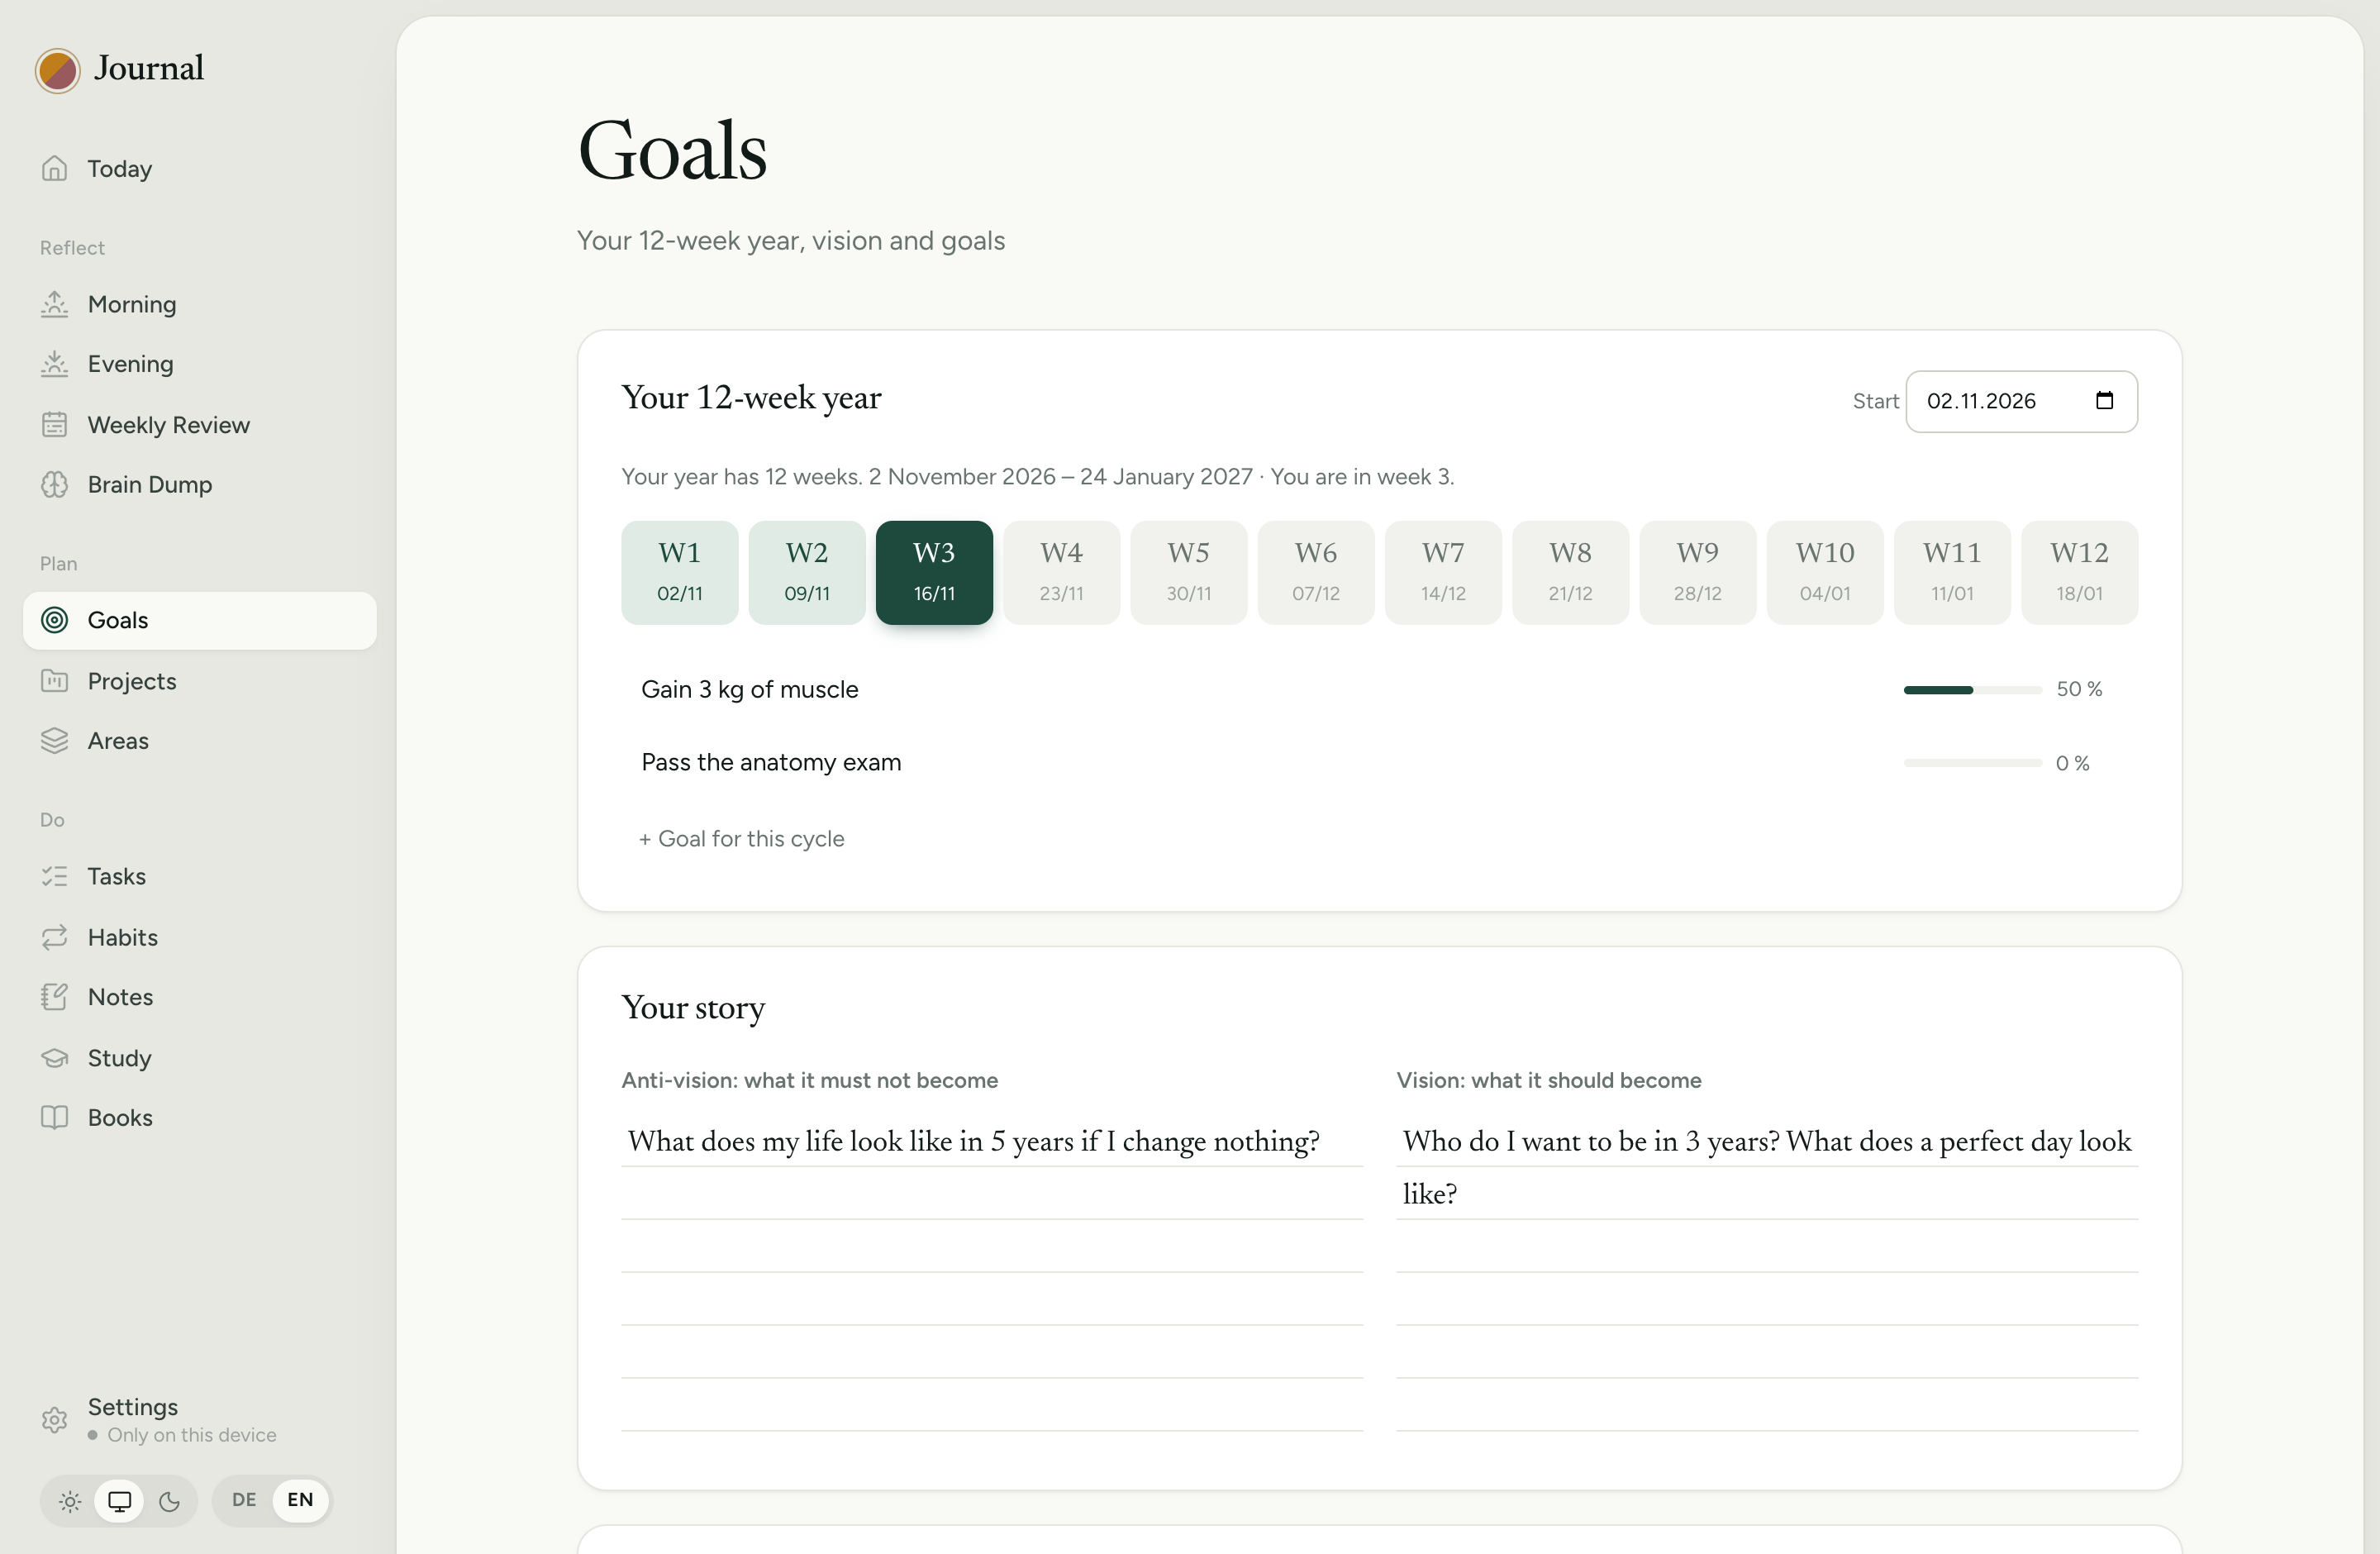 Journal
Today
Reflect
Morning
Evening
Weekly Review
Brain Dump
Plan
Goals
Projects
Areas
Do
Tasks
Habits
Notes
Study
Books
Settings
Only on this device
DE EN
Goals
Your 12-week year, vision and goals
Your 12-week year
Start 02.11.2026
Your year has 12 weeks. 2 November 2026 – 24 January 2027 · You are in week 3.
W1 W2 W3 W4 W5 W6 W7 W8 W9 W10 W11 W12
02/11 09/11 16/11 23/11 30/11 07/12 14/12 21/12 28/12 04/01 11/01 18/01
Gain 3 kg of muscle 50 %
Pass the anatomy exam 0 %
+ Goal for this cycle
Your story
Anti-vision: what it must not become
What does my life look like in 5 years if I change nothing?
Vision: what it should become
Who do I want to be in 3 years? What does a perfect day look
like?